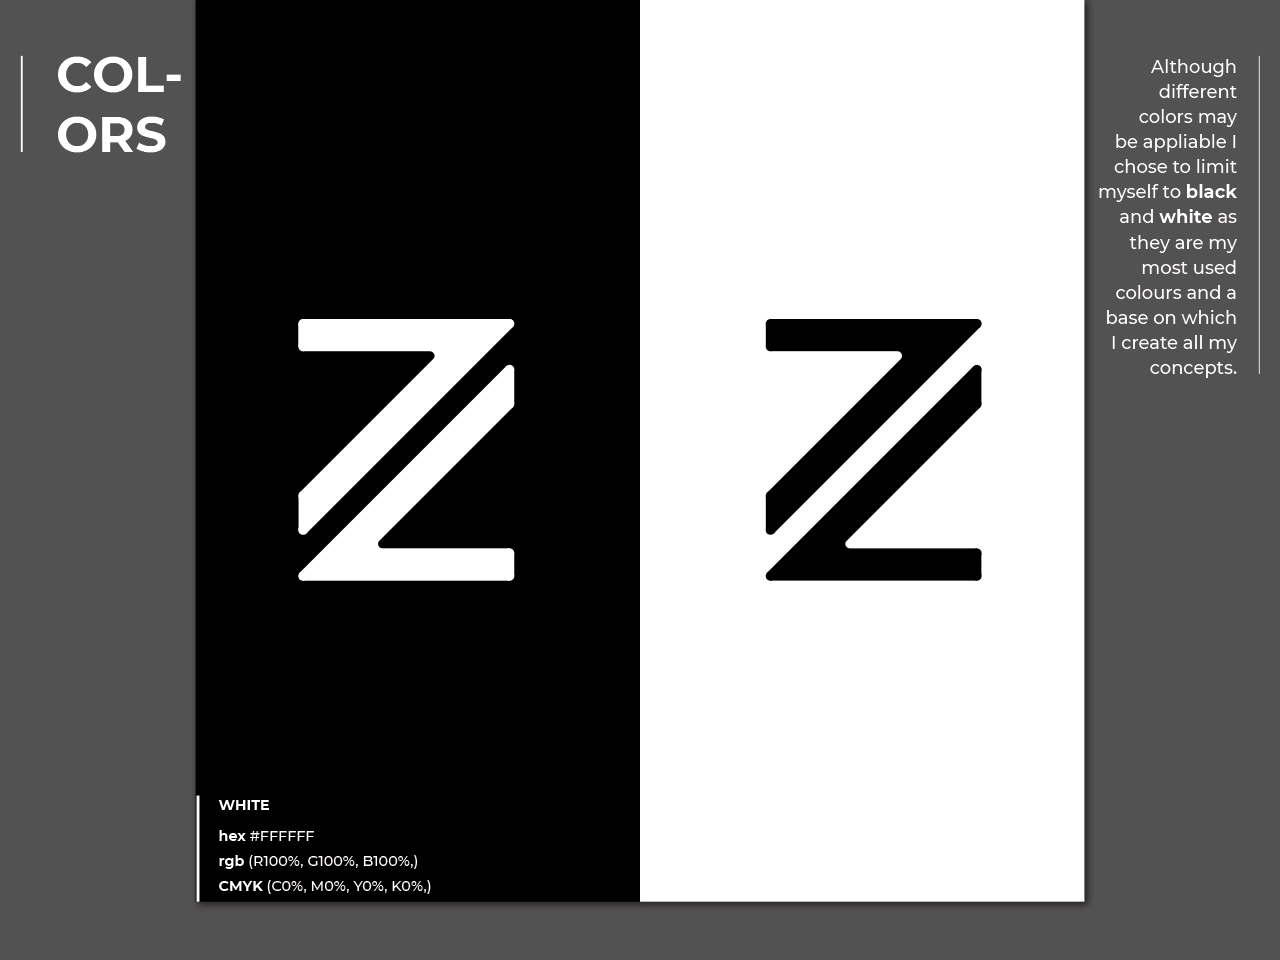 COL-
ORS
Although
different
colors may
be appliable I
chose to limit
myself to black
and white as
they are my
most used
colours and a
base on which
I create all my
concepts.
Z
Z
WHITE
hex #FFFFFF
rgb (R100%, G100%, B100%,)
CMYK (C0%, M0%, Y0%, K0%,)